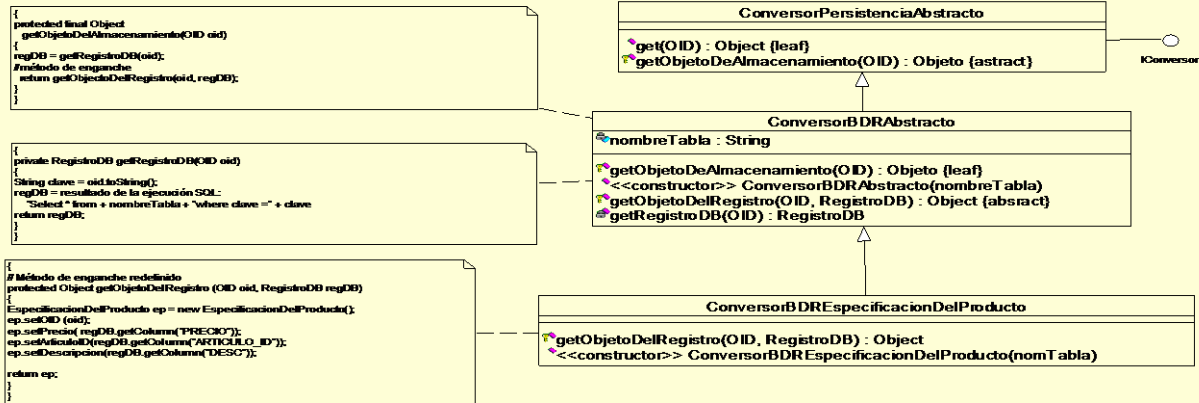 {
protected final Object
getObjetoDelAlmacenamiento(OID oid)
{
regDB = getRegistroDB(oid);
//método de enganche
return getObjectoDelRegistro(oid, regDB);
}
}
ConversorPersistenciaAbstracto
get(OID) : Object {leaf}
getObjetoDeAlmacenamiento(OID) : Objeto {astract}
IConversor
{
private RegistroDB getRegistroDB(OID oid)
{
String clave = oid.toString();
regDB = resultado de la ejecución SQL:
"Select * from + nombreTabla + "where clave =" + clave
return regDB;
}
}
ConversorBDRAbstracto
nombreTabla : String
getObjetoDeAlmacenamiento(OID) : Objeto {leaf}
<<constructor>> ConversorBDRAbstracto(nombreTabla)
getObjetoDelRegistro(OID, RegistroDB) : Object {absract}
getRegistroDB(OID) : RegistroDB
{
// Método de enganche redefinido
protected Object getObjetoDelRegistro (OID oid, RegistroDB regDB)
{
EspecificacionDelProducto ep = new EspecificacionDelProducto();
ep.setOID (oid);
ep.setPrecio( regDB.getColumn("PRECIO"));
ep.setArticuloID(regDB.getColumn("ARTICULO_ID"));
ep.setDescripcion(regDB.getColumn("DESC"));
return ep;
}
}
ConversorBDREspecificacionDelProducto
getObjetoDelRegistro(OID, RegistroDB) : Object
<<constructor>> ConversorBDREspecificacionDelProducto(nomTabla)